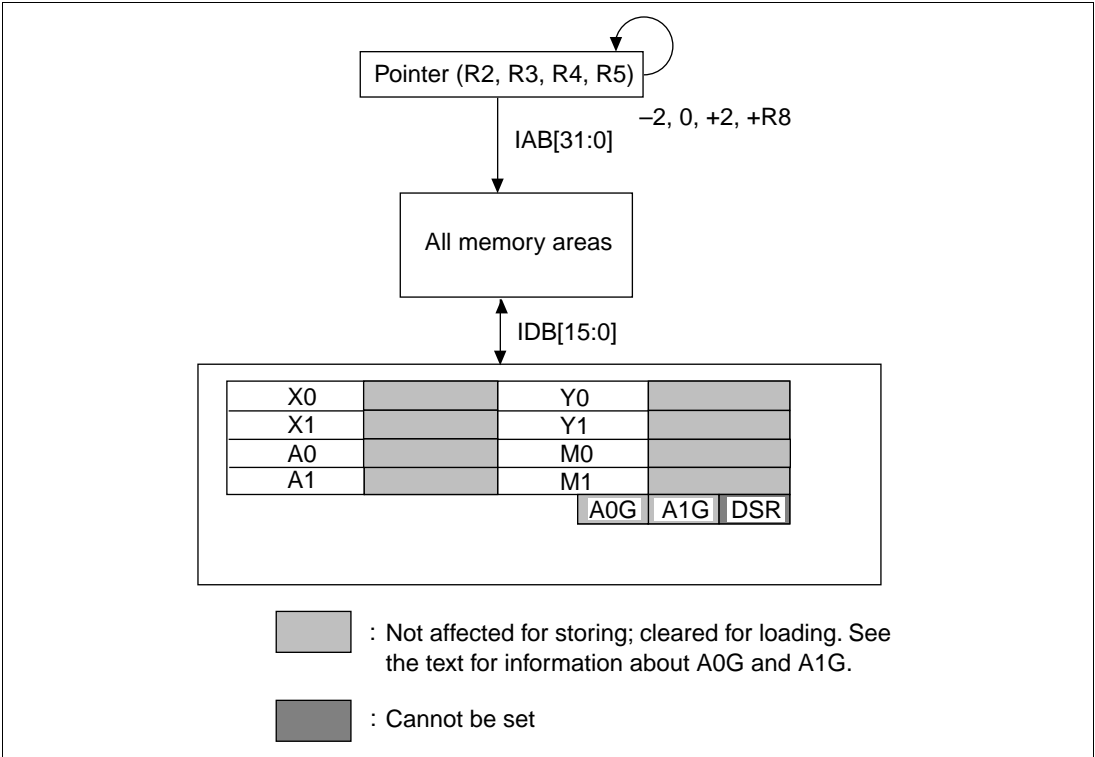 Pointer (R2, R3, R4, R5)
–2, 0, +2, +R8
IAB[31:0]
All memory areas
IDB[15:0]
X0 Y0
X1 Y1
A0 M0
A1 M1
A0G A1G DSR
: Not affected for storing; cleared for loading. See
the text for information about A0G and A1G.
: Cannot be set